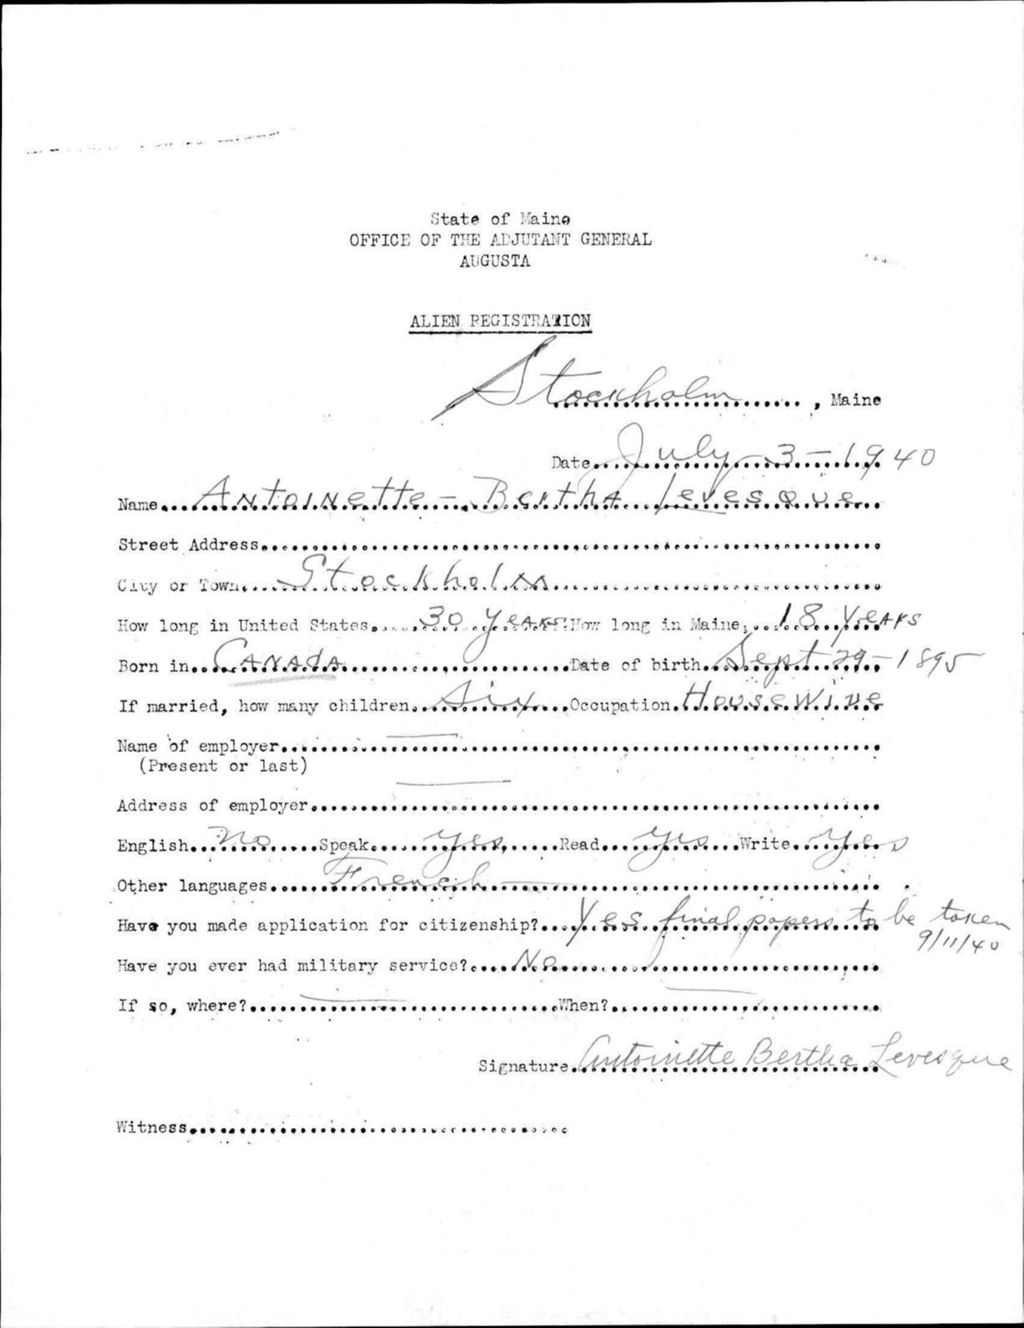 State of Maine
OFFICE OF THE ADJUTANT GENERAL
AUGUSTA
ALIEN REGISTRATION
Stockholm............, Maine
Date....July-3-1940
Name....Antoinette-Bertha Levesque
Street Address..................
City or Town....Stockholm..................
How long in United States....30 years How long in Maine...18 Years
Born in...Canada..................Date of birth..Sept 29-1895
If married, how many children...Six....Occupation.Housewive
Name of employer..................
(Present or last)
Address of employer..................
English...No......Speak......yes.......Read....yes....Write...yes
Other languages......French..................
Have you made application for citizenship?...Yes final papers to be taken
9/11/40
Have you ever had military service?....No..................
If so, where?..................When?..................
Signature.Antoinette Bertha Levesque
Witness..................